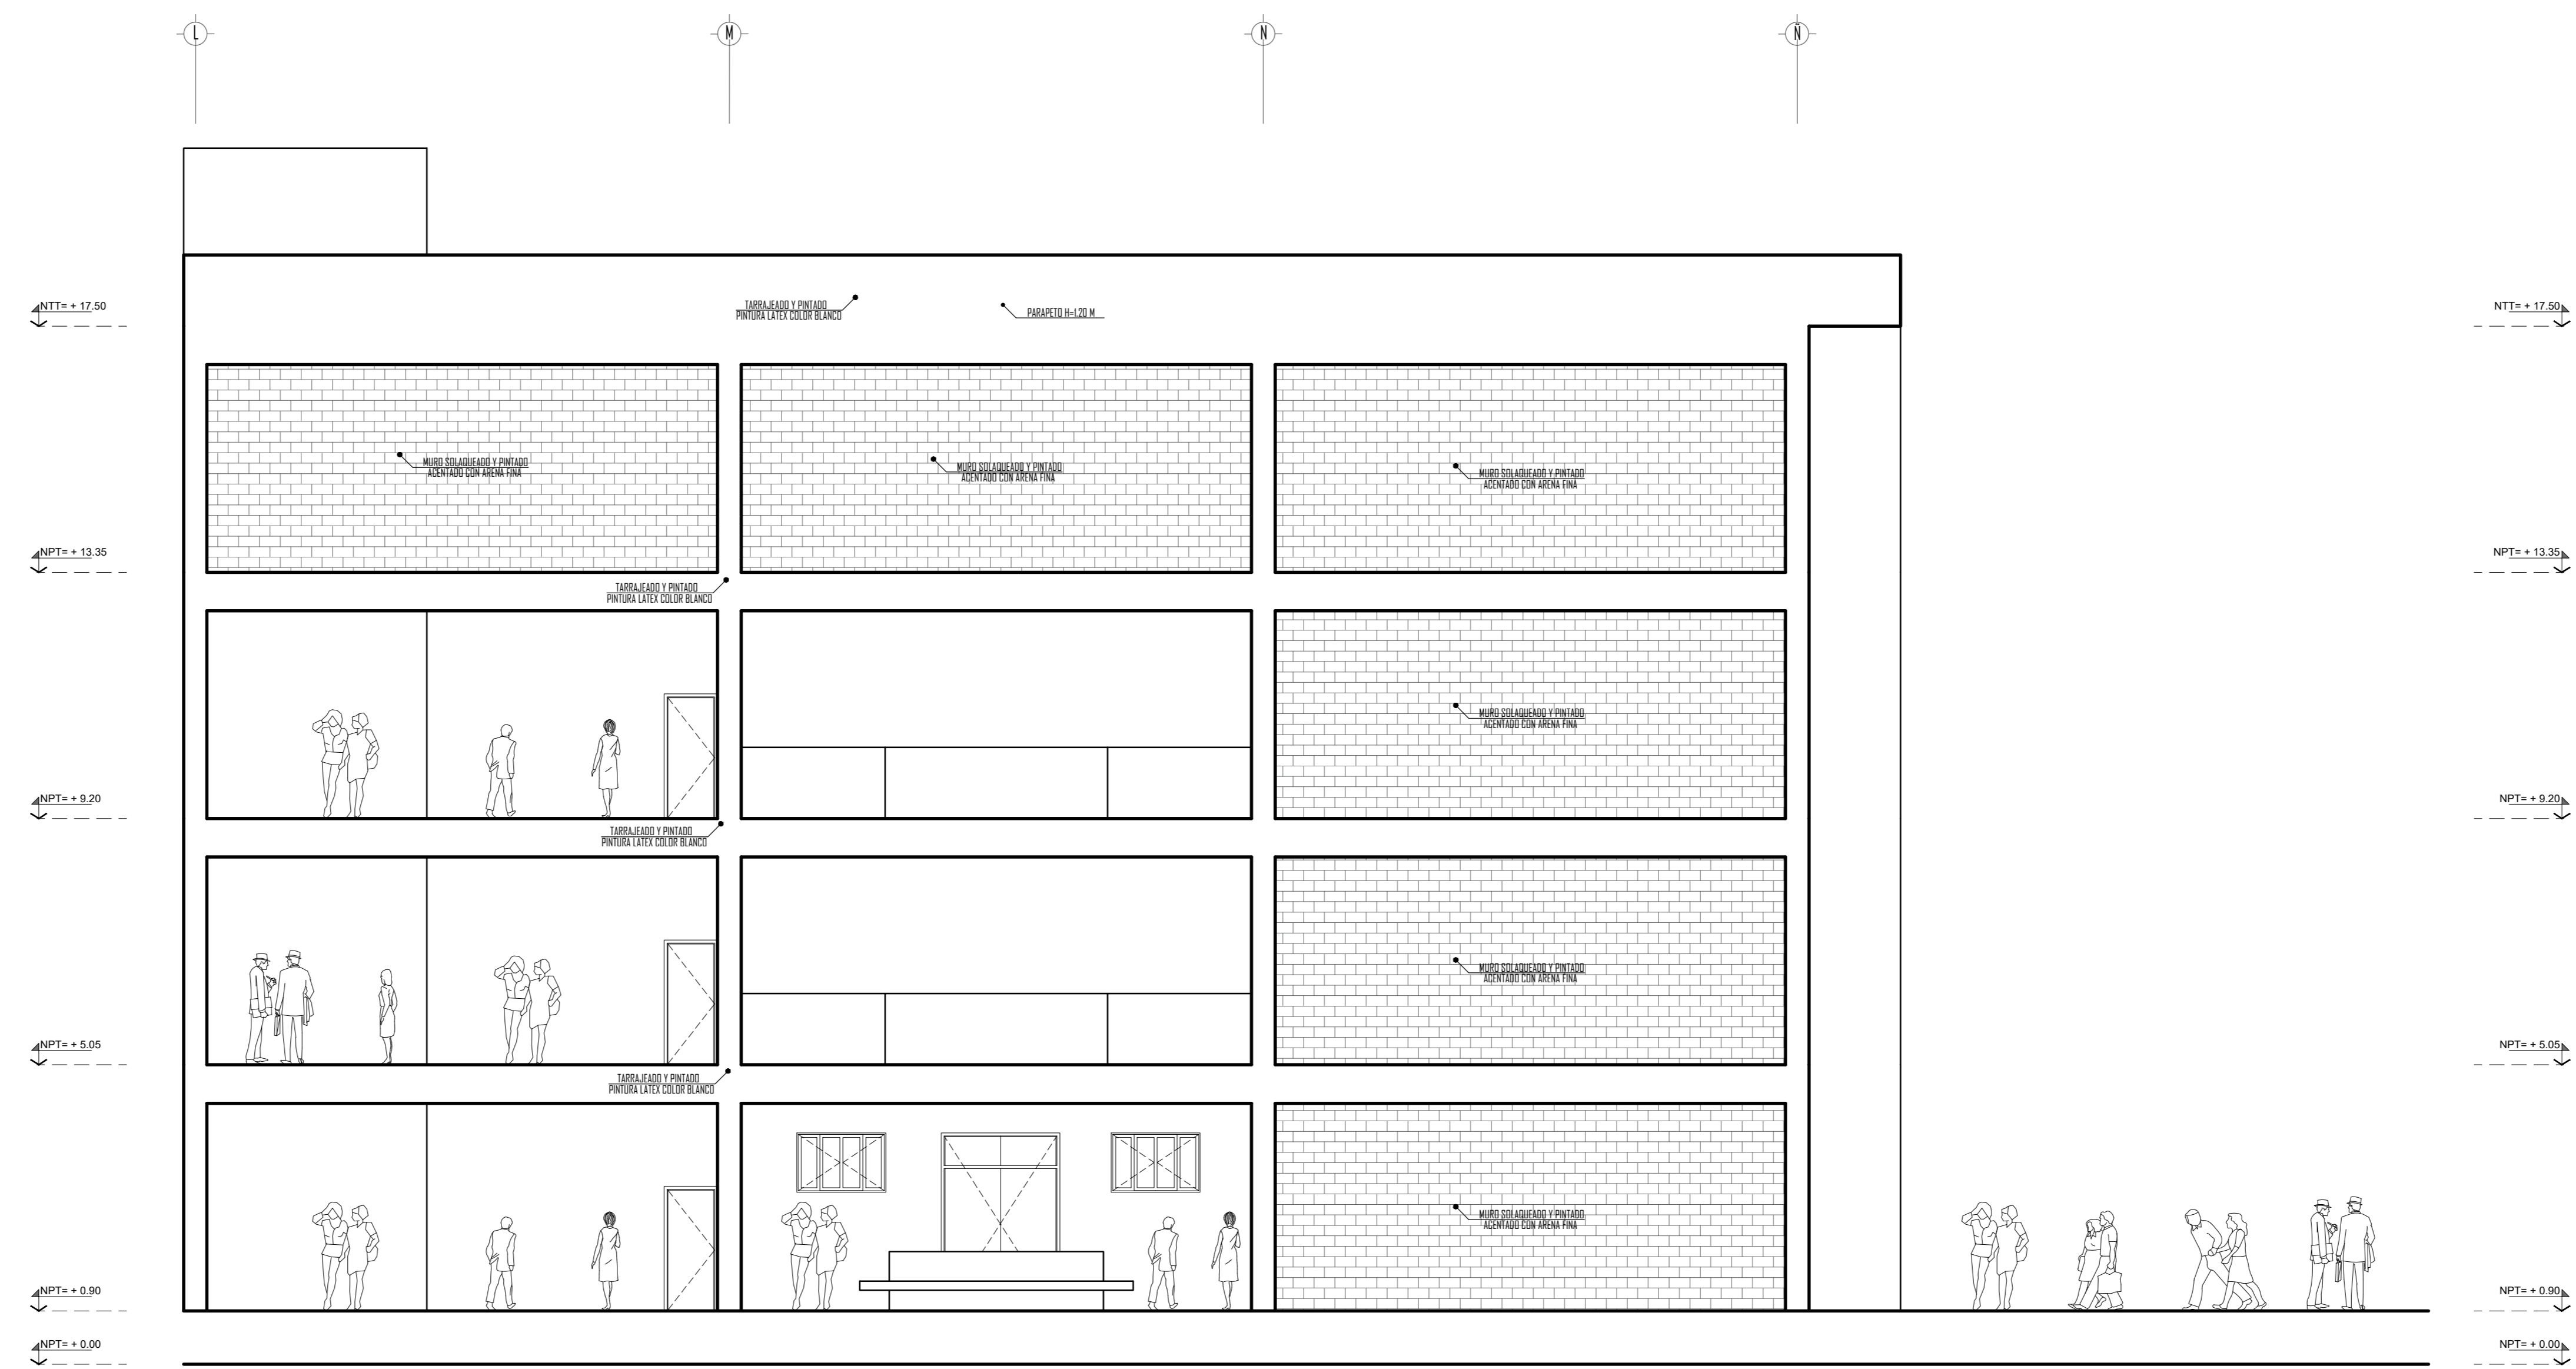 L
M
N
Ñ
NTT= + 17.50
TARRAJEADO Y PINTADO
PINTURA LATEX COLOR BLANCO
PARAPETO H=1.20 M
NTT= + 17.50
MURO SOLAQUEADO Y PINTADO
ACENTADO CON ARENA FINA
MURO SOLAQUEADO Y PINTADO
ACENTADO CON ARENA FINA
MURO SOLAQUEADO Y PINTADO
ACENTADO CON ARENA FINA
NPT= + 13.35
NPT= + 13.35
TARRAJEADO Y PINTADO
PINTURA LATEX COLOR BLANCO
MURO SOLAQUEADO Y PINTADO
ACENTADO CON ARENA FINA
NPT= + 9.20
NPT= + 9.20
TARRAJEADO Y PINTADO
PINTURA LATEX COLOR BLANCO
MURO SOLAQUEADO Y PINTADO
ACENTADO CON ARENA FINA
NPT= + 5.05
NPT= + 5.05
TARRAJEADO Y PINTADO
PINTURA LATEX COLOR BLANCO
MURO SOLAQUEADO Y PINTADO
ACENTADO CON ARENA FINA
NPT= + 0.90
NPT= + 0.90
NPT= + 0.00
NPT= + 0.00